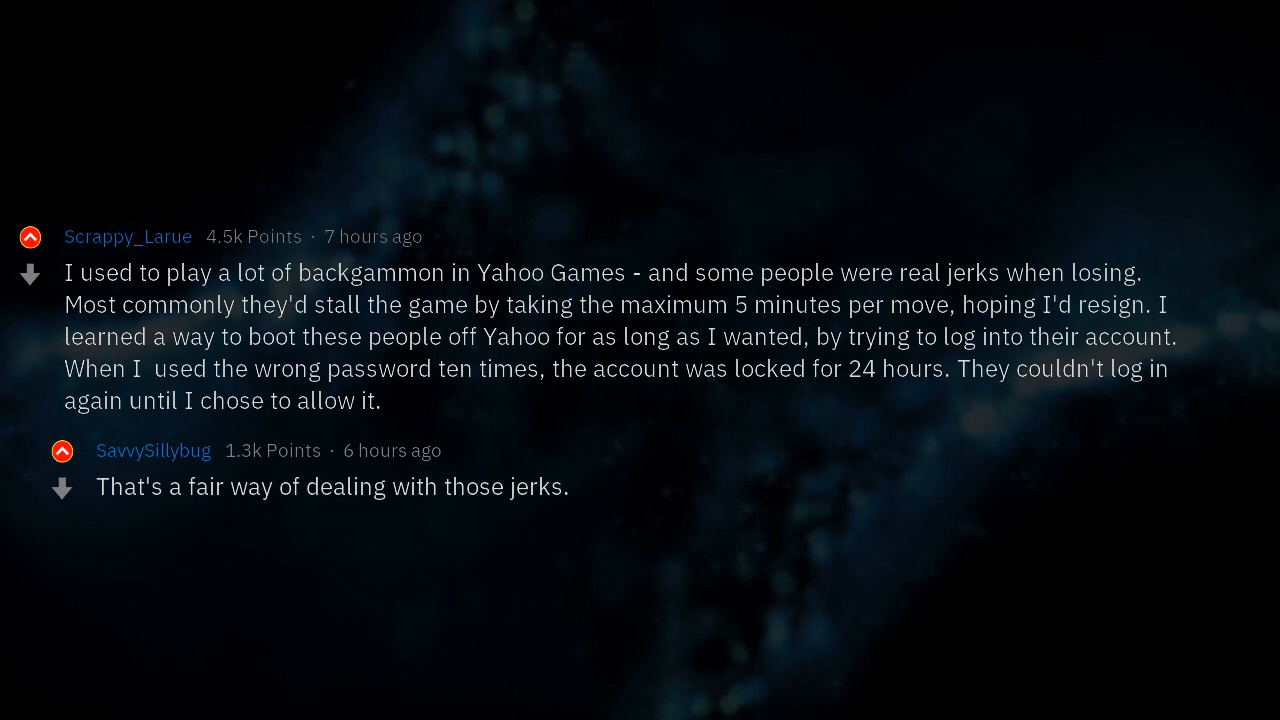 Scrappy_Larue 4.5k Points · 7 hours ago
I used to play a lot of backgammon in Yahoo Games - and some people were real jerks when losing.
Most commonly they'd stall the game by taking the maximum 5 minutes per move, hoping I'd resign. I
learned a way to boot these people off Yahoo for as long as I wanted, by trying to log into their account.
When I  used the wrong password ten times, the account was locked for 24 hours. They couldn't log in
again until I chose to allow it.
SavvySillybug 1.3k Points · 6 hours ago
That's a fair way of dealing with those jerks.